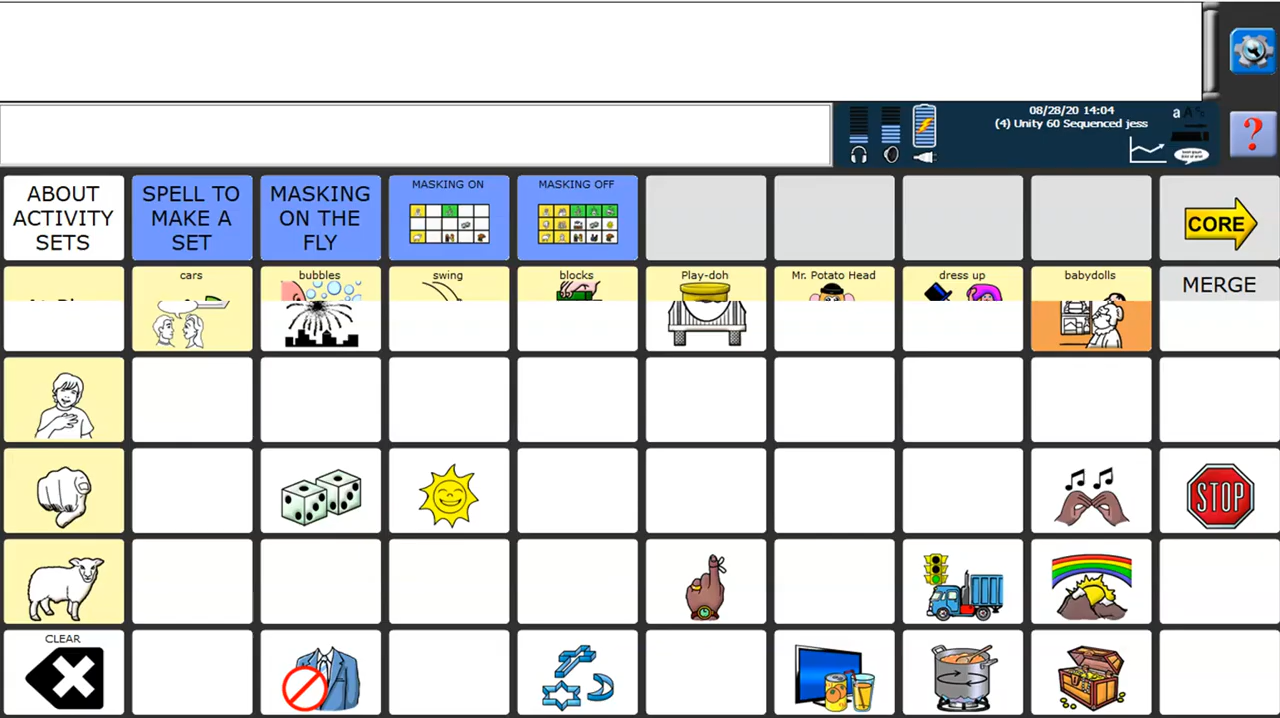 08/28/20 14:04
(4) Unity 60 Sequenced jess
ABOUT
ACTIVITY
SETS
SPELL TO
MAKE A
SET
MASKING
ON THE
FLY
MASKING ON
MASKING OFF
CORE
cars
bubbles
swing
blocks
Play-doh
Mr. Potato Head
dress up
babydolls
MERGE
STOP
CLEAR